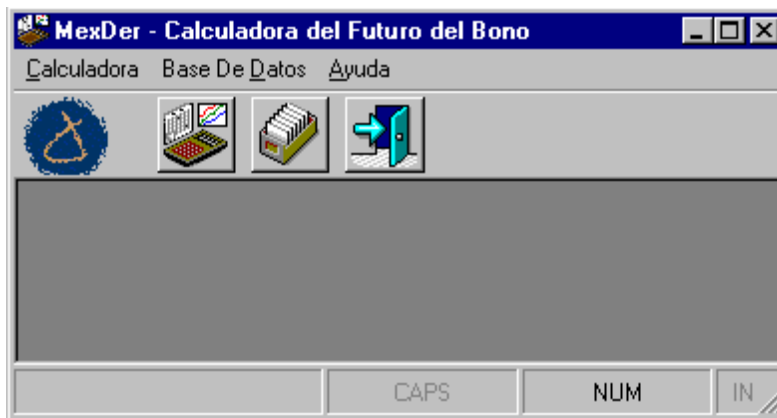 MexDer - Calculadora del Futuro del Bono
Calculadora Base De Datos Ayuda
CAPS NUM IN